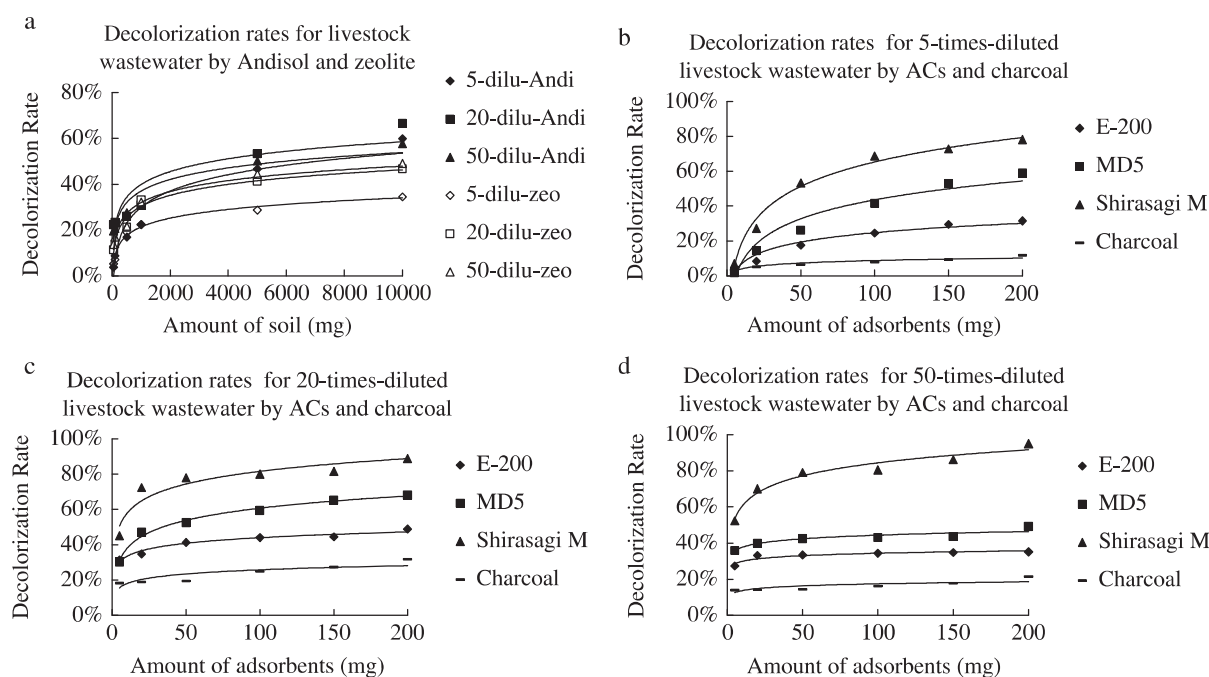 a
Decolorization rates for livestock
wastewater by Andisol and zeolite
Decolorization Rate
80%
60%
40%
20%
0%
0 2000 4000 6000 8000 10000
Amount of soil (mg)
5-dilu-Andi
20-dilu-Andi
50-dilu-Andi
5-dilu-zeo
20-dilu-zeo
50-dilu-zeo
b
Decolorization rates for 5-times-diluted
livestock wastewater by ACs and charcoal
Decolorization Rate
100%
80%
60%
40%
20%
0%
0 50 100 150 200
Amount of adsorbents (mg)
E-200
MD5
Shirasagi M
Charcoal
c
Decolorization rates for 20-times-diluted
livestock wastewater by ACs and charcoal
Decolorization Rate
100%
80%
60%
40%
20%
0%
0 50 100 150 200
Amount of adsorbents (mg)
E-200
MD5
Shirasagi M
Charcoal
d
Decolorization rates for 50-times-diluted
livestock wastewater by ACs and charcoal
Decolorization Rate
100%
80%
60%
40%
20%
0%
0 50 100 150 200
Amount of adsorbents (mg)
E-200
MD5
Shirasagi M
Charcoal